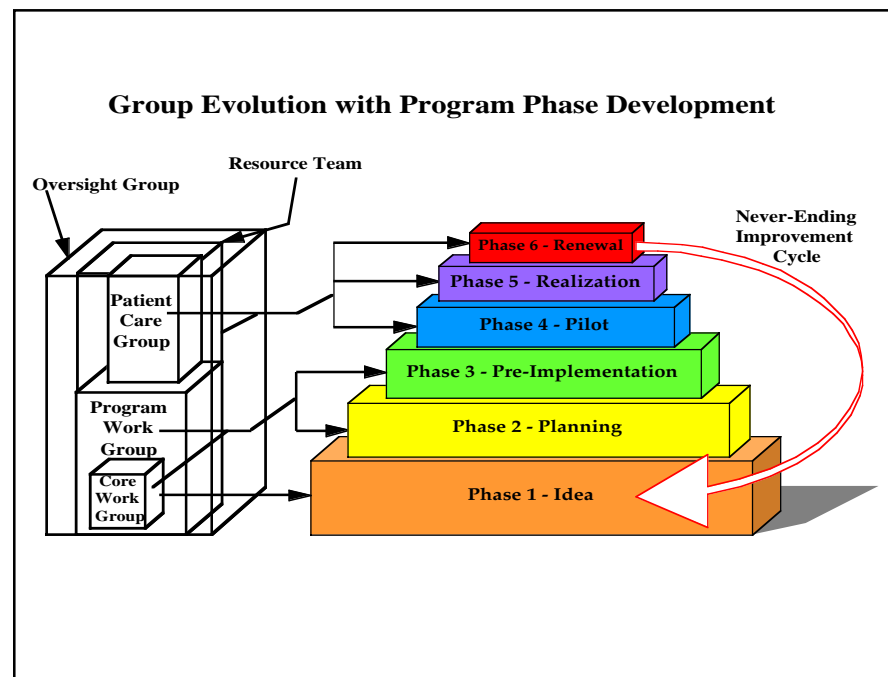 Group Evolution with Program Phase Development
Resource Team
Oversight Group
Never-Ending
Improvement
Cycle
Phase 6 - Renewal
Phase 5 - Realization
Patient
Care
Group
Phase 4 - Pilot
Phase 3 - Pre-Implementation
Program
Work
Group
Phase 2 - Planning
Core
Work
Group
Phase 1 - Idea